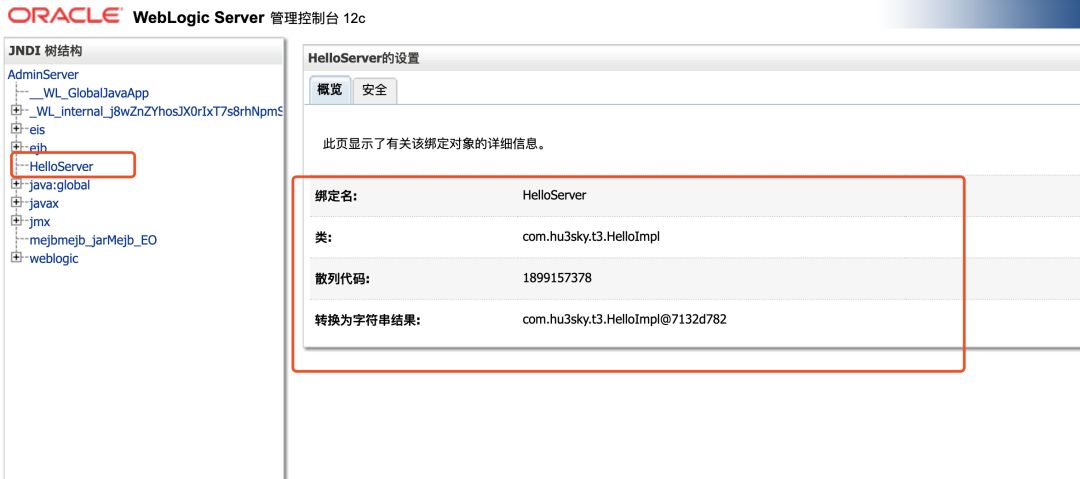 ORACLE WebLogic Server 管理控制台 12c
JNDI 树结构
AdminServer
__WL_GlobalJavaApp
_WL_internal_j8wZnZYhosJX0rIxT7s8rhNpmS
eis
ejb
HelloServer
java:global
javax
jmx
mejbmejb_jarMejb_EO
weblogic
HelloServer的设置
概览 安全
此页显示了有关该绑定对象的详细信息。
绑定名: HelloServer
类: com.hu3sky.t3.HelloImpl
散列代码: 1899157378
转换为字符串结果: com.hu3sky.t3.HelloImpl@7132d782